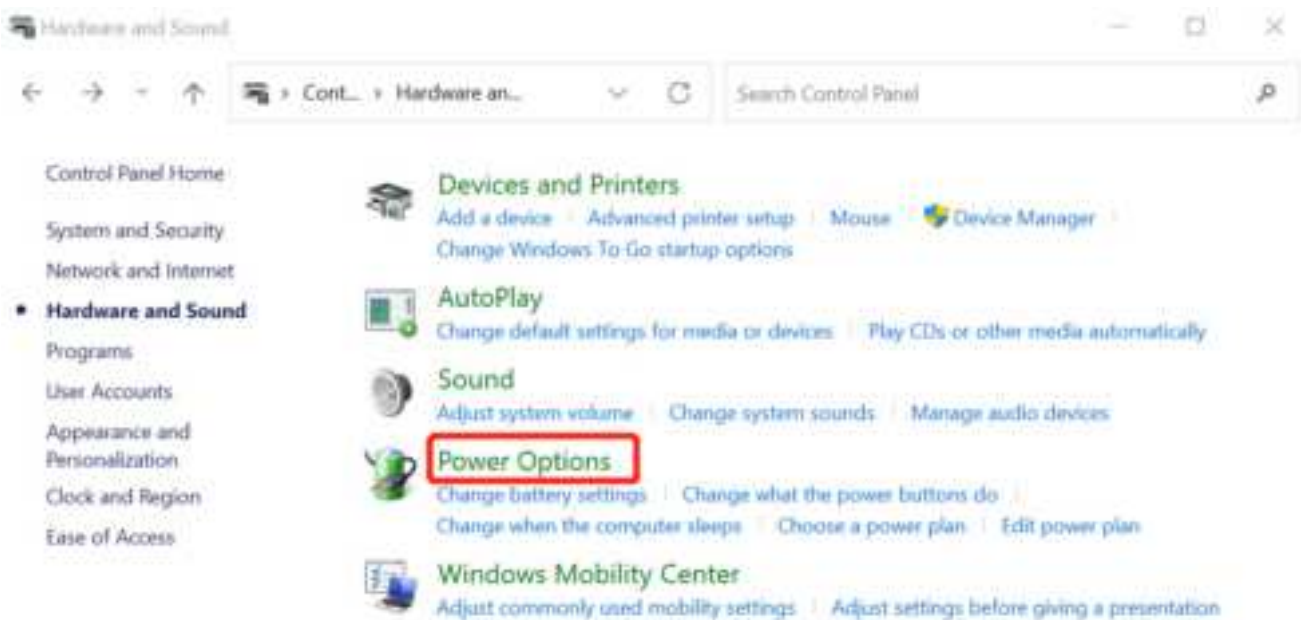 Hardware and Sound
Cont... › Hardware an...
Search Control Panel
Control Panel Home
System and Security
Network and Internet
Hardware and Sound
Programs
User Accounts
Appearance and
Personalization
Clock and Region
Ease of Access
Devices and Printers
Add a device
Advanced printer setup
Mouse
Device Manager
Change Windows To Go startup options
AutoPlay
Change default settings for media or devices
Play CDs or other media automatically
Sound
Adjust system volume
Change system sounds
Manage audio devices
Power Options
Change battery settings
Change what the power buttons do
Change when the computer sleeps
Choose a power plan
Edit power plan
Windows Mobility Center
Adjust commonly used mobility settings
Adjust settings before giving a presentation